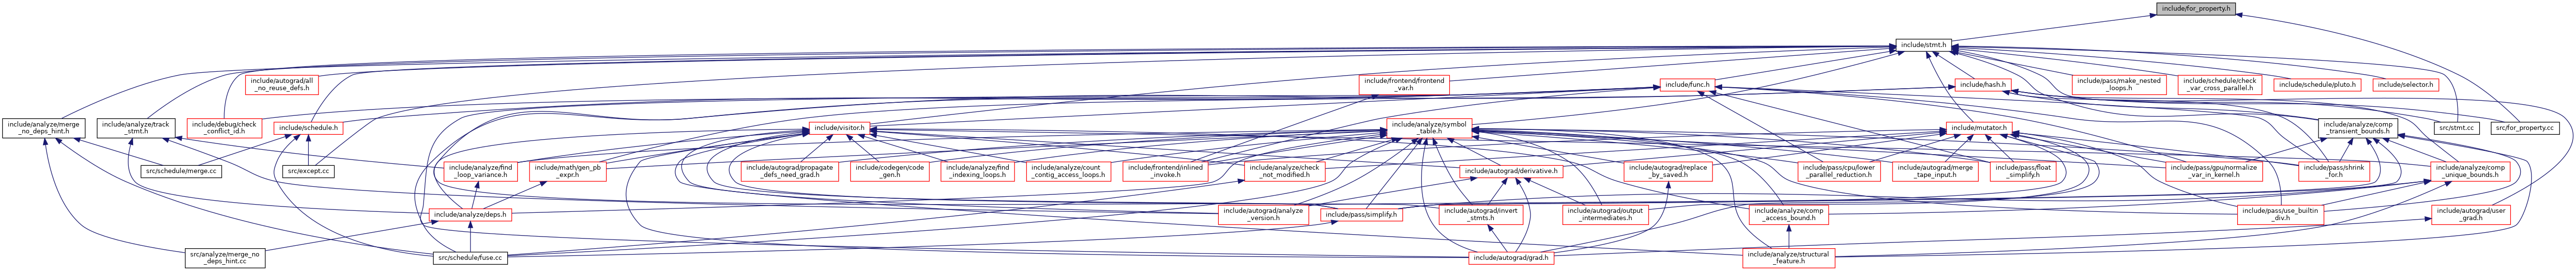 include/for_property.h
include/stmt.h
include/autograd/all
_no_reuse_defs.h
include/frontend/frontend
_var.h
include/func.h
include/hash.h
include/pass/make_nested
_loops.h
include/schedule/check
_var_cross_parallel.h
include/schedule/pluto.h
include/selector.h
include/analyze/merge
_no_deps_hint.h
include/analyze/track
_stmt.h
include/debug/check
_conflict_id.h
include/schedule.h
include/visitor.h
include/analyze/symbol
_table.h
include/mutator.h
include/analyze/comp
_transient_bounds.h
src/stmt.cc
src/for_property.cc
src/schedule/merge.cc
src/except.cc
include/analyze/find
_loop_variance.h
include/math/gen_pb
_expr.h
include/autograd/propagate
_defs_need_grad.h
include/codegen/code
_gen.h
include/analyze/find
_indexing_loops.h
include/analyze/count
_contig_access_loops.h
include/frontend/inlined
_invoke.h
include/analyze/check
_not_modified.h
include/autograd/derivative.h
include/autograd/replace
_by_saved.h
include/pass/cpu/lower
_parallel_reduction.h
include/autograd/merge
_tape_input.h
include/pass/float
_simplify.h
include/pass/gpu/normalize
_var_in_kernel.h
include/pass/shrink
_for.h
include/analyze/comp
_unique_bounds.h
include/analyze/deps.h
include/autograd/analyze
_version.h
include/pass/simplify.h
include/autograd/invert
_stmts.h
include/autograd/output
_intermediates.h
include/analyze/comp
_access_bound.h
include/pass/use_builtin
_div.h
include/autograd/user
_grad.h
src/analyze/merge_no
_deps_hint.cc
src/schedule/fuse.cc
include/autograd/grad.h
include/analyze/structural
_feature.h